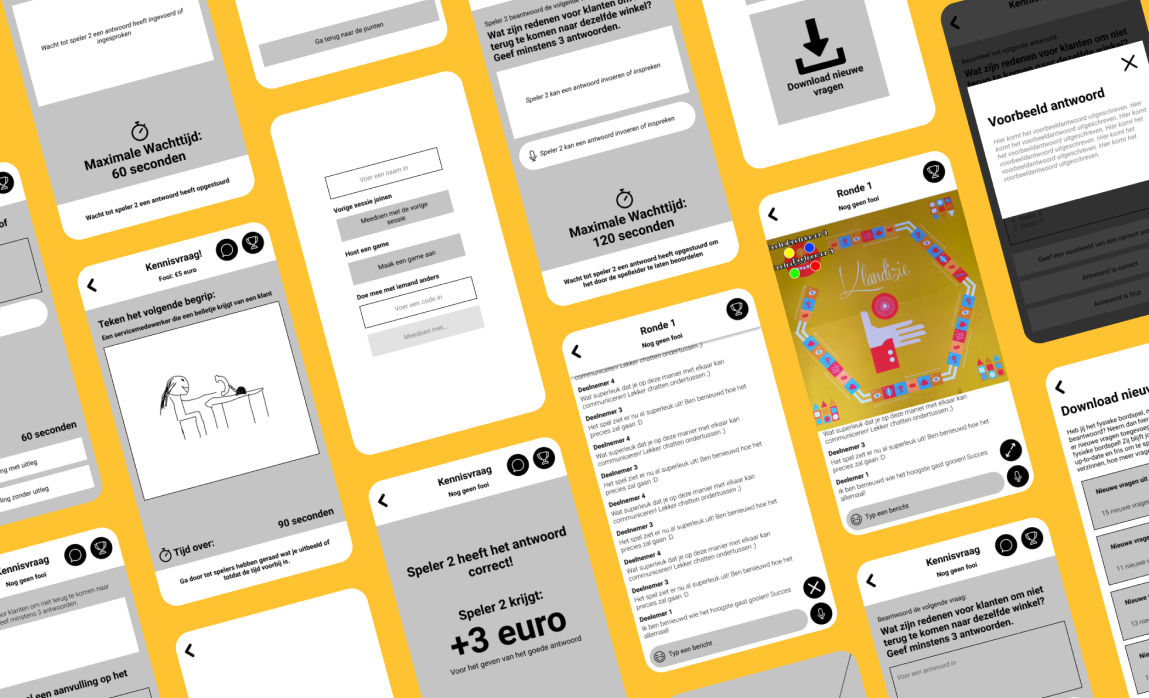 Wacht tot speler 2 een antwoord heeft ingevoerd of
ingesproken
Maximale Wachttijd:
60 seconden
Wacht tot speler 2 een antwoord heeft opgestuurd
Ga terug naar de punten
Voer een naam in
Vorige sessie joinen
Meedoen met de vorige
sessie
Host een game
Maak een game aan
Doe mee met iemand anders
Voer een code in
Meedoen met...
Speler 2 beantwoord de volgende
Wat zijn redenen voor klanten om niet
terug te komen naar dezelfde winkel?
Geef minstens 3 antwoorden.
Speler 2 kan een antwoord invoeren of inspreken
Speler 2 kan een antwoord invoeren of inspreken
Maximale Wachttijd:
120 seconden
Wacht tot speler 2 een antwoord heeft opgestuurd om
het door de spelleider te laten beoordelen
Download nieuwe
vragen
Kennis
Beoordeel het volgende antwoord:
Wat zijn redenen voor klanten om niet
terug te komen naar dezelfde winkel?
Voorbeeld antwoord
Hier komt het voorbeeldantwoord uitgeschreven. Hier
komt het voorbeeldantwoord uitgeschreven. Hier komt
het voorbeeldantwoord uitgeschreven. Hier komt het
voorbeeldantwoord uitgeschreven. Hier komt het
voorbeeldantwoord uitgeschreven.
Geef een voorbeeld van een correct ant
Antwoord is correct
Antwoord is fout
of
60 seconden
ng met uitleg
ling zonder uitleg
Kennisvraag!
Fooi: £5 euro
Teken het volgende begrip:
Een servicemedewerker die een belletje krijgt van een klant
90 seconden
Tijd over:
Ga door tot spelers hebben geraad wat je uitbeeld of
totdat de tijd voorbij is.
Kennisvraag
Nog geen fooi
Speler 2 heeft het antwoord
correct!
Speler 2 krijgt:
+3 euro
Voor het geven van het goede antwoord
Ronde 1
Nog geen fooi
communiceren! Lekker chatten ondertussen ;)
Deelnemer 4
Wat superleuk dat je op deze manier met elkaar kan
communiceren! Lekker chatten ondertussen ;)
Deelnemer 3
Het spel ziet er nu al superleuk uit! Ben benieuwd hoe het
precies zal gaan :D
Deelnemer 4
Wat superleuk dat je op deze manier met elkaar kan
communiceren! Lekker chatten ondertussen ;)
Deelnemer 3
Het spel ziet er nu al superleuk uit! Ben benieuwd hoe het
precies zal gaan :D
Deelnemer 4
Wat superleuk dat je op deze manier met elkaar kan
communiceren! Lekker chatten ondertussen ;)
Deelnemer 3
Het spel ziet er nu al superleuk uit! Ben benieuwd hoe het
precies zal gaan :D
Deelnemer 4
Wat superleuk dat je op deze manier met elkaar kan
communiceren! Lekker chatten ondertussen ;)
Deelnemer 3
Het spel ziet er nu al superleuk uit! Ben benieuwd hoe het
precies zal gaan :D
Deelnemer 1
Ik ben benieuwd wie het hoogste gaat gooien! Succes
allemaal!
Typ een bericht
Ronde 1
Nog geen fooi
Klandizie
Wat superleuk dat je op deze manier met elkaar kan
communiceren! Lekker chatten ondertussen ;)
Deelnemer 3
Het spel ziet er nu al superleuk uit! Ben benieuwd hoe het
precies zal gaan :D
Deelnemer 1
Ik ben benieuwd wie het hoogste gaat gooien! Succes
allemaal!
Typ een bericht
Kennisvraag
Nog geen fooi
Beantwoord de volgende vraag:
Wat zijn redenen voor klanten om niet
terug te komen naar dezelfde winkel?
Geef minstens 3 antwoorden.
Voer een antwoord in
Download nieuw
Heb jij het fysieke bordspel, m
beantwoord? Neem dan hier
er nieuwe vragen toegevoeg
fysieke bordspel! Zij blijft jo
up-to-date en fris om te sp
verzinnen, hoe meer vrage
Nieuwe vragen uit
15 nieuwe vragen
Nieuwe vrage
11 nieuwe v
Nieuwe
13 nie
Nie
Kennisvraag
Nog geen fooi
oor klanten om niet terug te komen naar
eef minstens 3 antwoorden.
l een aanvulling op het